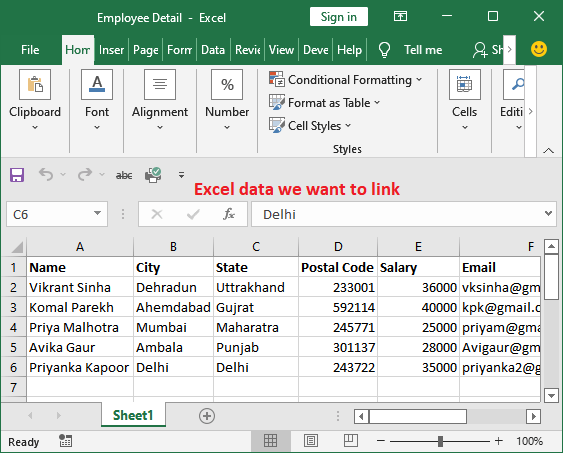 Employee Detail - Excel Sign in
File Hom Inser Page Form Data Revie View Deve Help Tell me Sh
Clipboard Font Alignment % Number Conditional Formatting Format as Table Cell Styles Styles Cells Editi
abc
Excel data we want to link
C6 fx Delhi
A B C D E F
1 Name City State Postal Code Salary Email
2 Vikrant Sinha Dehradun Uttrakhand 233001 36000 vksinha@gm
3 Komal Parekh Ahemdabad Gujrat 592114 40000 kpk@gmail.c
4 Priya Malhotra Mumbai Maharatra 245771 25000 priyam@gma
5 Avika Gaur Ambala Punjab 301137 28000 Avigaur@gm
6 Priyanka Kapoor Delhi Delhi 243722 35000 priyanka2@g
7
Sheet1
Ready 100%